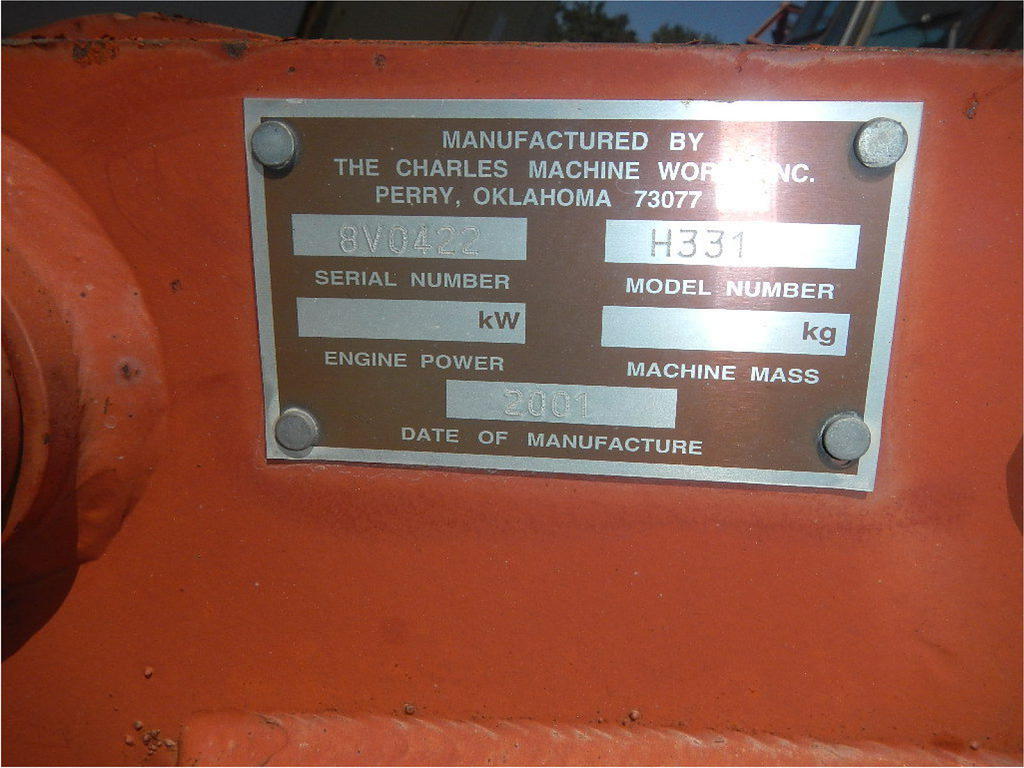 MANUFACTURED BY
THE CHARLES MACHINE WORKS, INC.
PERRY, OKLAHOMA 73077
8V0422 H331
SERIAL NUMBER MODEL NUMBER
kW kg
ENGINE POWER MACHINE MASS
2001
DATE OF MANUFACTURE